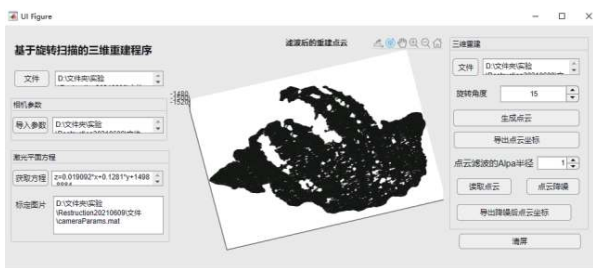 UI Figure
基于旋转扫描的三维重建程序
文件
D:\文件夹\实验
相机参数
导入参数
D:\文件夹\实验
激光平面方程
获取方程
z=0.019092*x+0.1281*y+1498
.8884
标定图片
D:\文件夹\实验
\Restruction20210609\文件
\cameraParams.mat
滤波后的重建点云
-1480
-1520
三维重建
文件
D:\文件夹\实验
旋转角度
15
生成点云
导出点云坐标
点云滤波的Alpa半径
1
读取点云
点云降噪
导出降噪后点云坐标
清屏